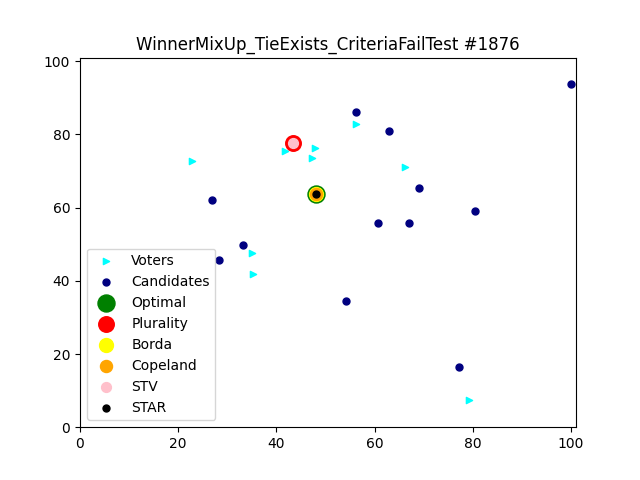 WinnerMixUp_TieExists_CriteriaFailTest #1876
100
80
60
40
20
0
0 20 40 60 80 100
Voters
Candidates
Optimal
Plurality
Borda
Copeland
STV
STAR